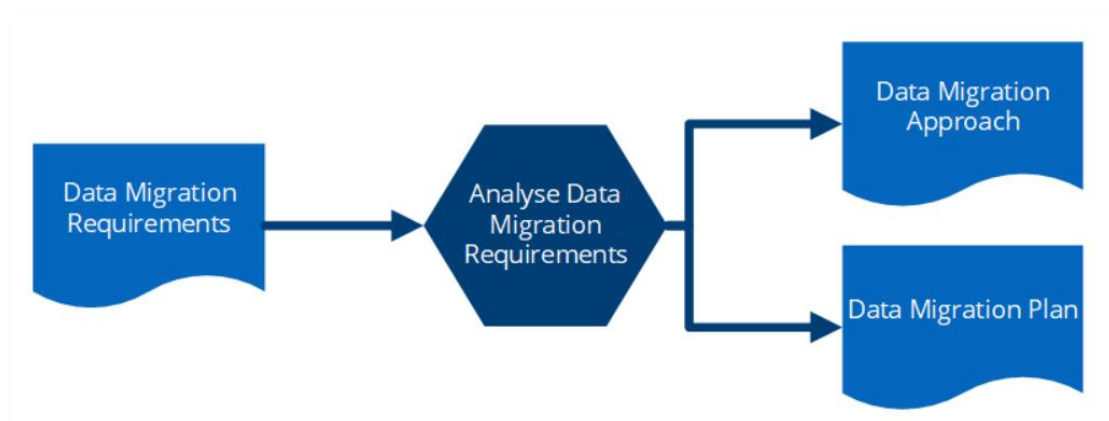 Data Migration
Requirements
Analyse Data
Migration
Requirements
Data Migration
Approach
Data Migration Plan